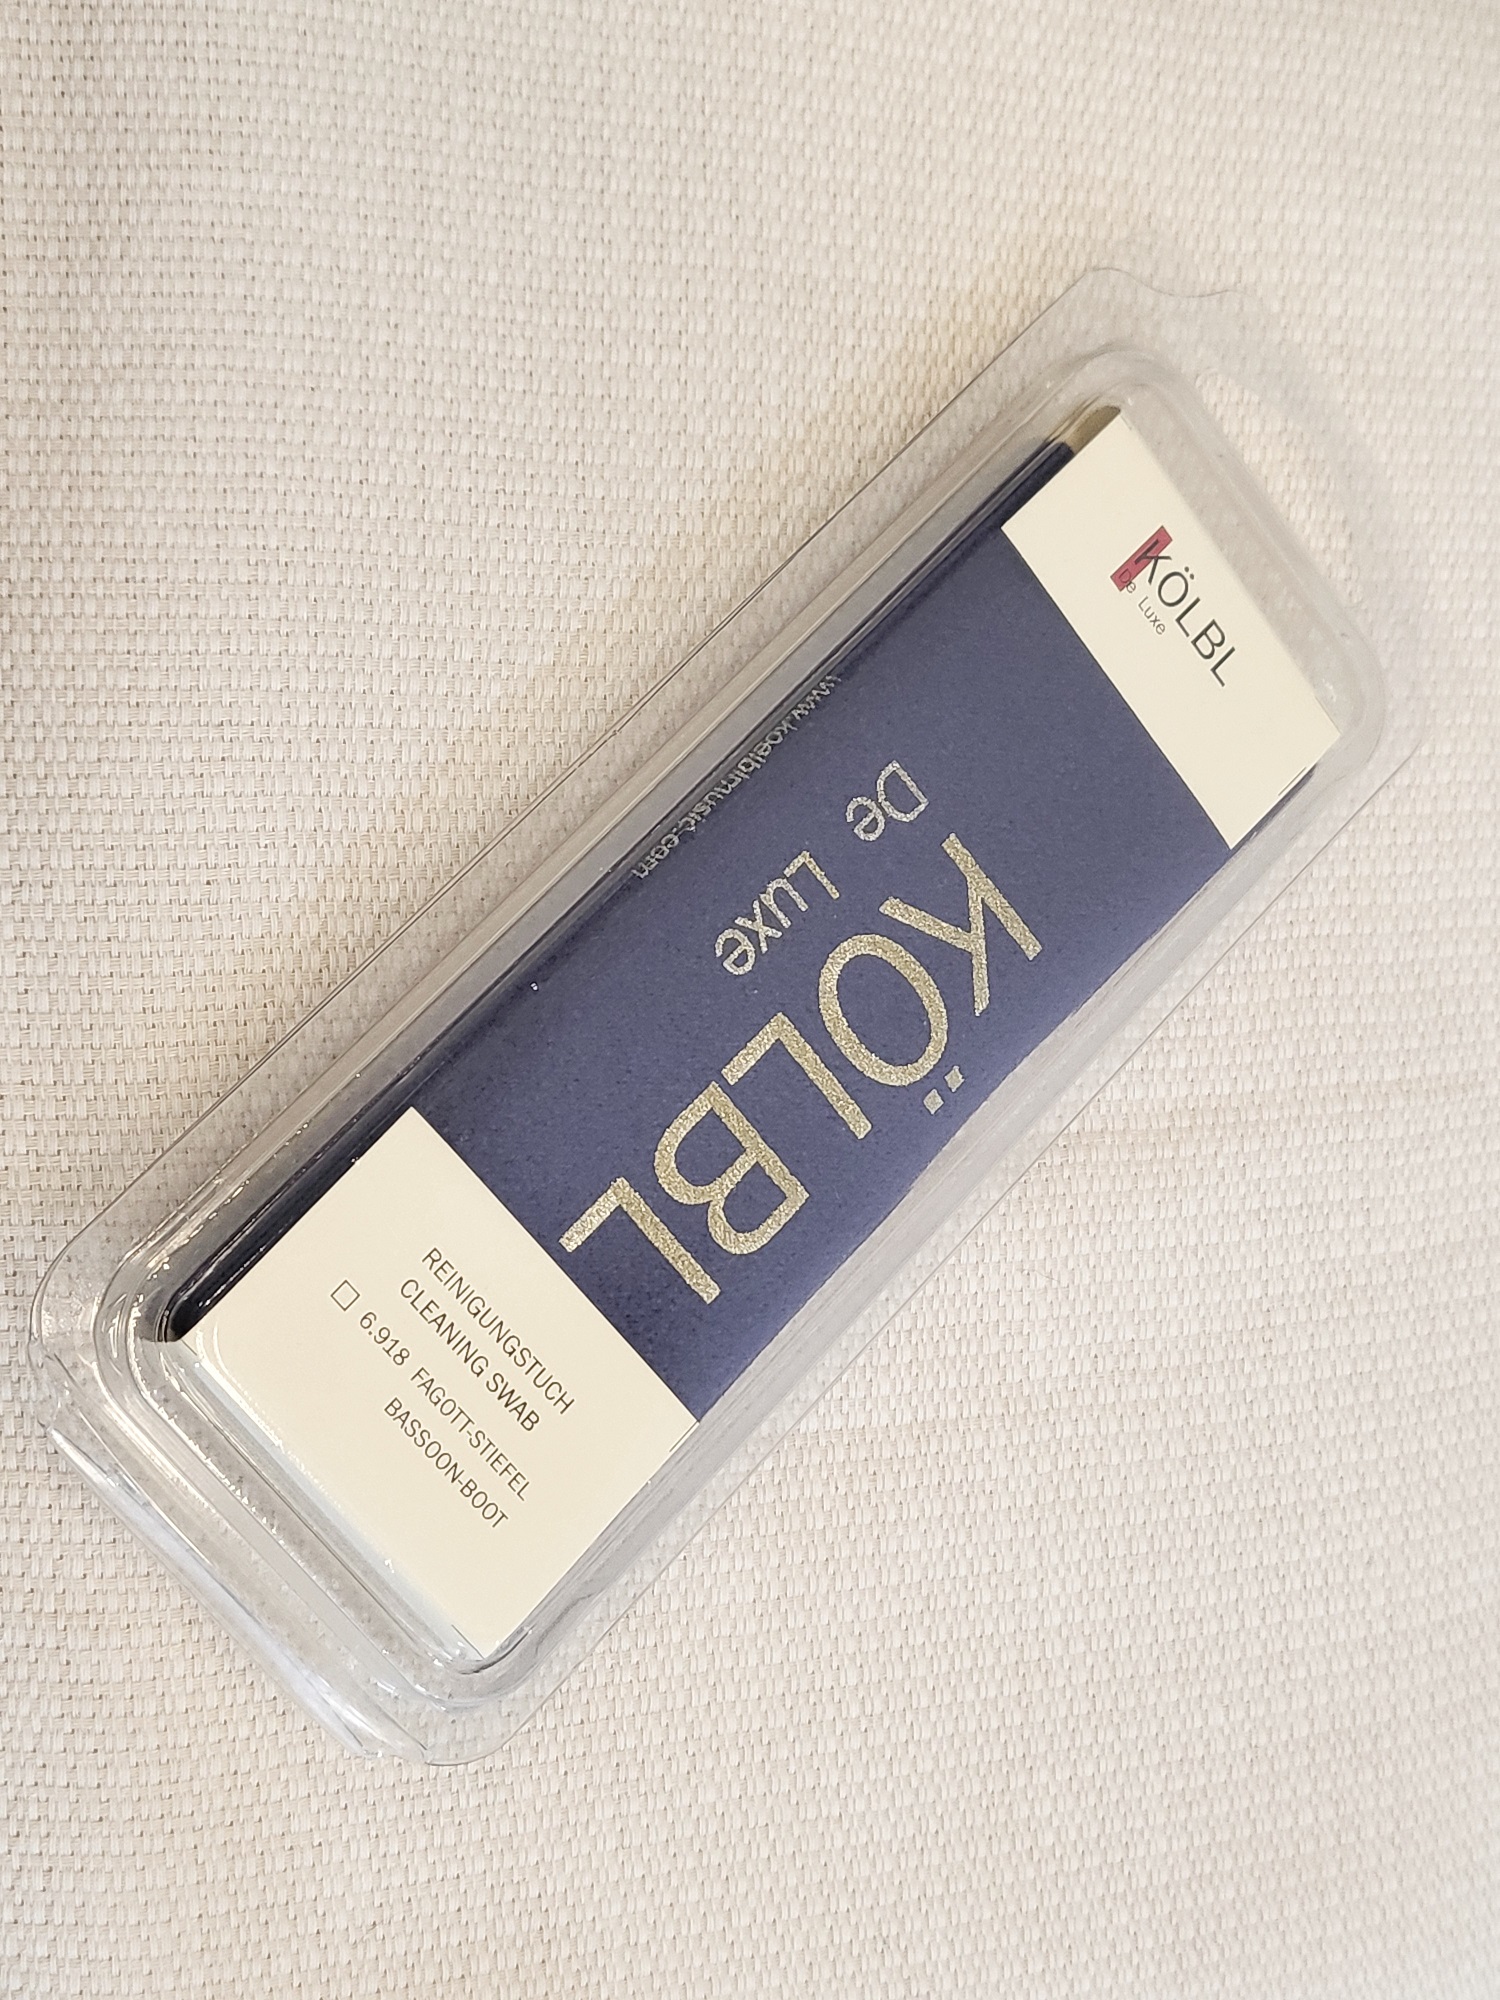 KÖLBL
De Luxe
KÖLBL
De Luxe
www.koelblmusic.com
REINIGUNGSTUCH
CLEANING SWAB
☐ 6.918 FAGOTT-STIEFEL
BASSOON-BOOT